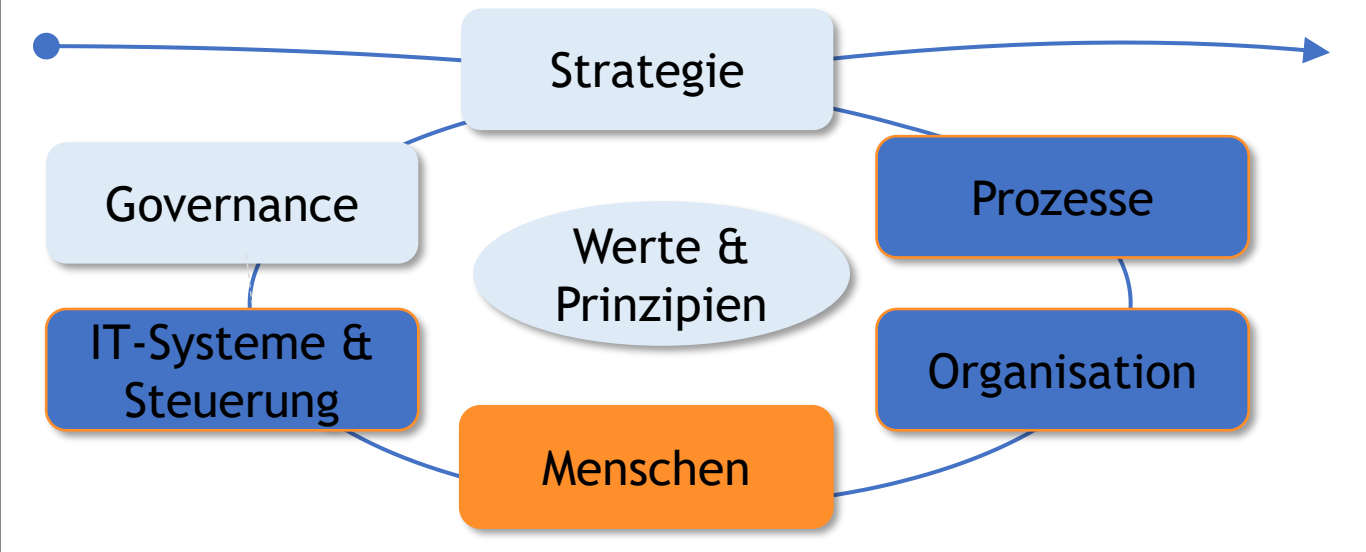 Strategie
Governance
Prozesse
Werte &
Prinzipien
IT-Systeme &
Steuerung
Organisation
Menschen